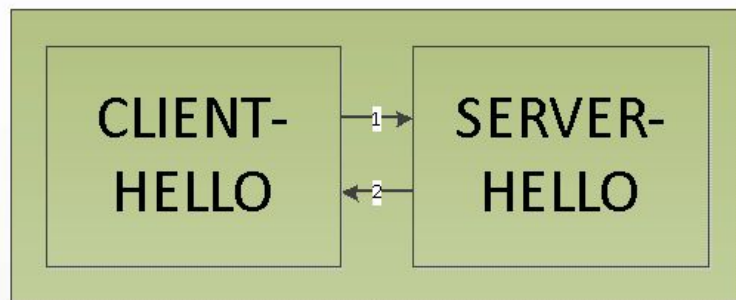 CLIENT-
HELLO
1
2
SERVER-
HELLO